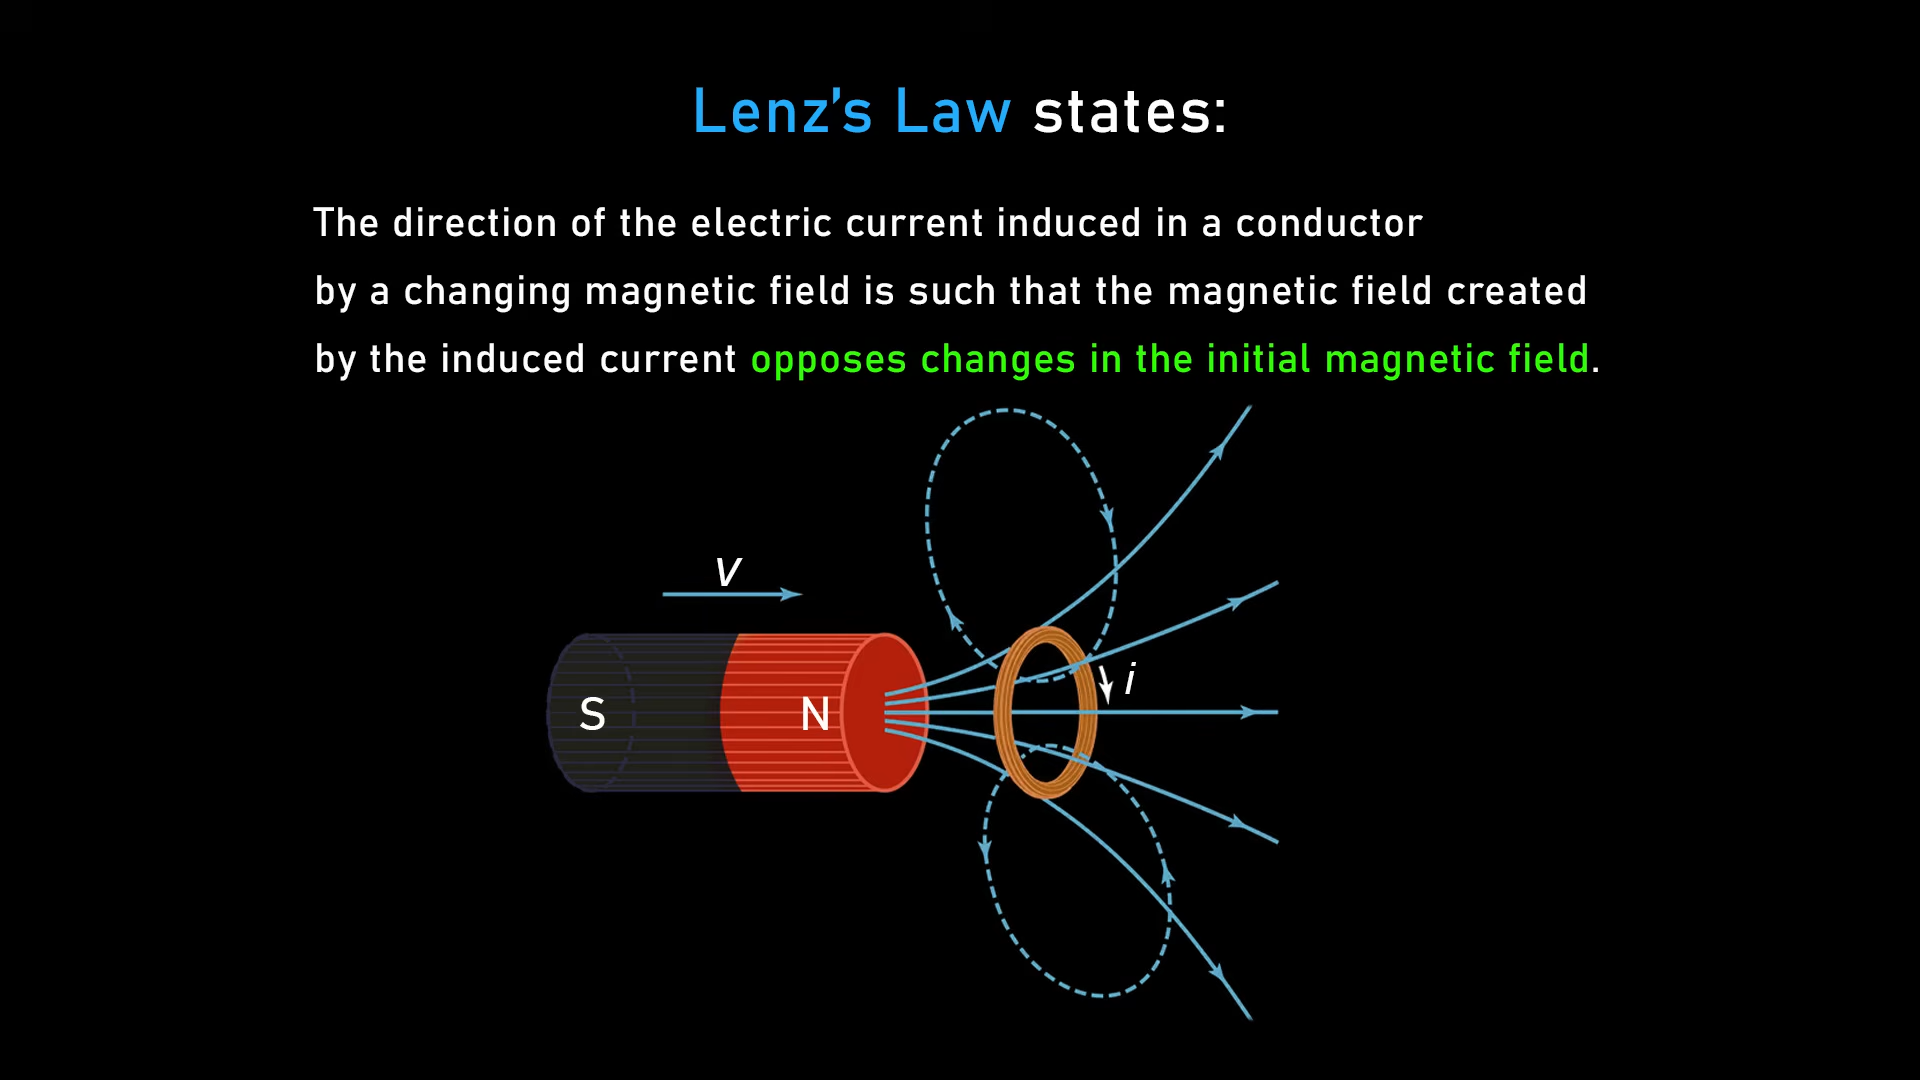 Lenz’s Law states:
The direction of the electric current induced in a conductor
by a changing magnetic field is such that the magnetic field created
by the induced current opposes changes in the initial magnetic field.
V
i
S
N